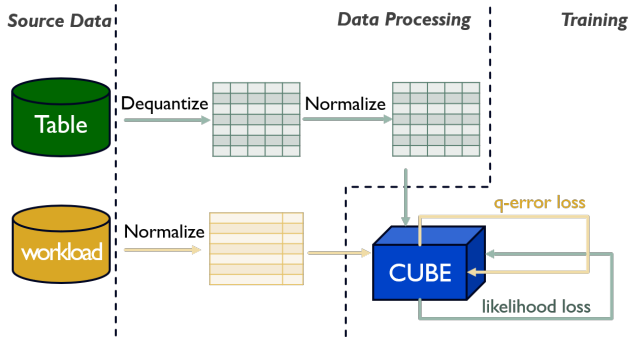 Source Data
Data Processing
Training
Dequantize
Normalize
Table
Normalize
workload
q-error loss
CUBE
likelihood loss